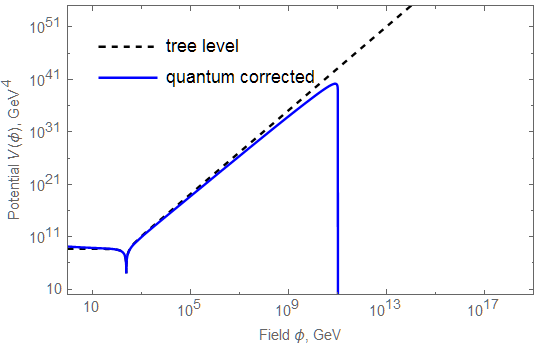 10^51
tree level
10^41
quantum corrected
10^31
10^21
10^11
10
Potential V(ϕ), GeV^4
10 10^5 10^9 10^13 10^17
Field ϕ, GeV